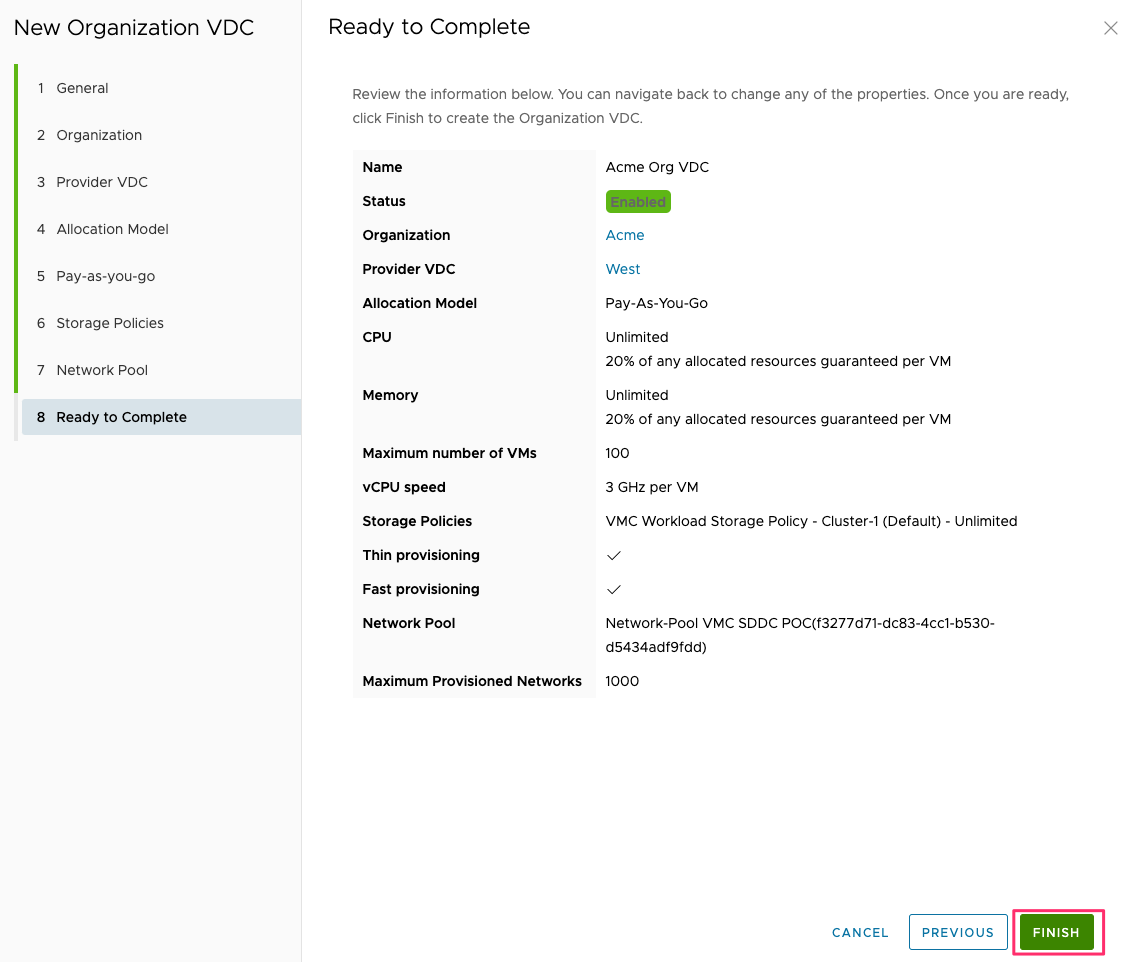 New Organization VDC
1 General
2 Organization
3 Provider VDC
4 Allocation Model
5 Pay-as-you-go
6 Storage Policies
7 Network Pool
8 Ready to Complete
Ready to Complete
Review the information below. You can navigate back to change any of the properties. Once you are ready,
click Finish to create the Organization VDC.
Name Acme Org VDC
Status Enabled
Organization Acme
Provider VDC West
Allocation Model Pay-As-You-Go
CPU Unlimited
20% of any allocated resources guaranteed per VM
Memory Unlimited
20% of any allocated resources guaranteed per VM
Maximum number of VMs 100
vCPU speed 3 GHz per VM
Storage Policies VMC Workload Storage Policy - Cluster-1 (Default) - Unlimited
Thin provisioning
Fast provisioning
Network Pool Network-Pool VMC SDDC POC(f3277d71-dc83-4cc1-b530-
d5434adf9fdd)
Maximum Provisioned Networks 1000
CANCEL PREVIOUS FINISH